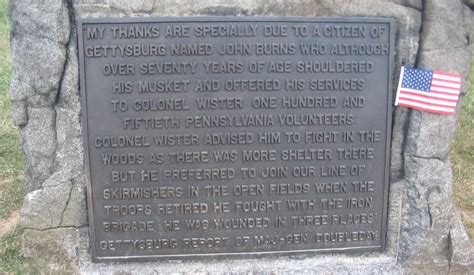 "MY THANKS ARE SPECIALLY DUE TO A CITIZEN OF
GETTYSBURG NAMED JOHN BURNS WHO ALTHOUGH
OVER SEVENTY YEARS OF AGE SHOULDERED
HIS MUSKET AND OFFERED HIS SERVICES
TO COLONEL WISTER ONE HUNDRED AND
FIFTIETH PENNSYLVANIA VOLUNTEERS
COLONEL WISTER ADVISED HIM TO FIGHT IN THE
WOODS AS THERE WAS MORE SHELTER THERE
BUT HE PREFERRED TO JOIN OUR LINE OF
SKIRMISHERS IN THE OPEN FIELDS WHEN THE
TROOPS RETIRED HE FOUGHT WITH THE IRON
BRIGADE. HE WAS WOUNDED IN THREE PLACES"
GETTYSBURG REPORT OF MAJ-GEN. DOUBLEDAY.